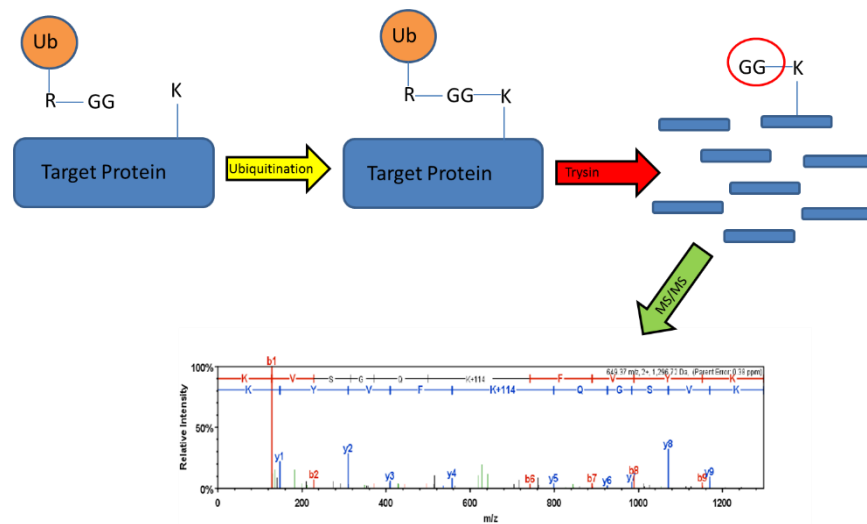 Ub
R
GG
K
Target Protein
Ubiquitination
Ub
R
GG
K
Target Protein
Trysin
GG
K
MS/MS
b1
100%
50%
0%
Relative Intensity
K V S G Q K+114 F V Y K
K Y V F K+114 Q G S V K
y1
b2
y2
y3
y4
b6
y5
b7
y6
b8
y8
b9
y9
0 200 400 600 800 1000 1200
m/z